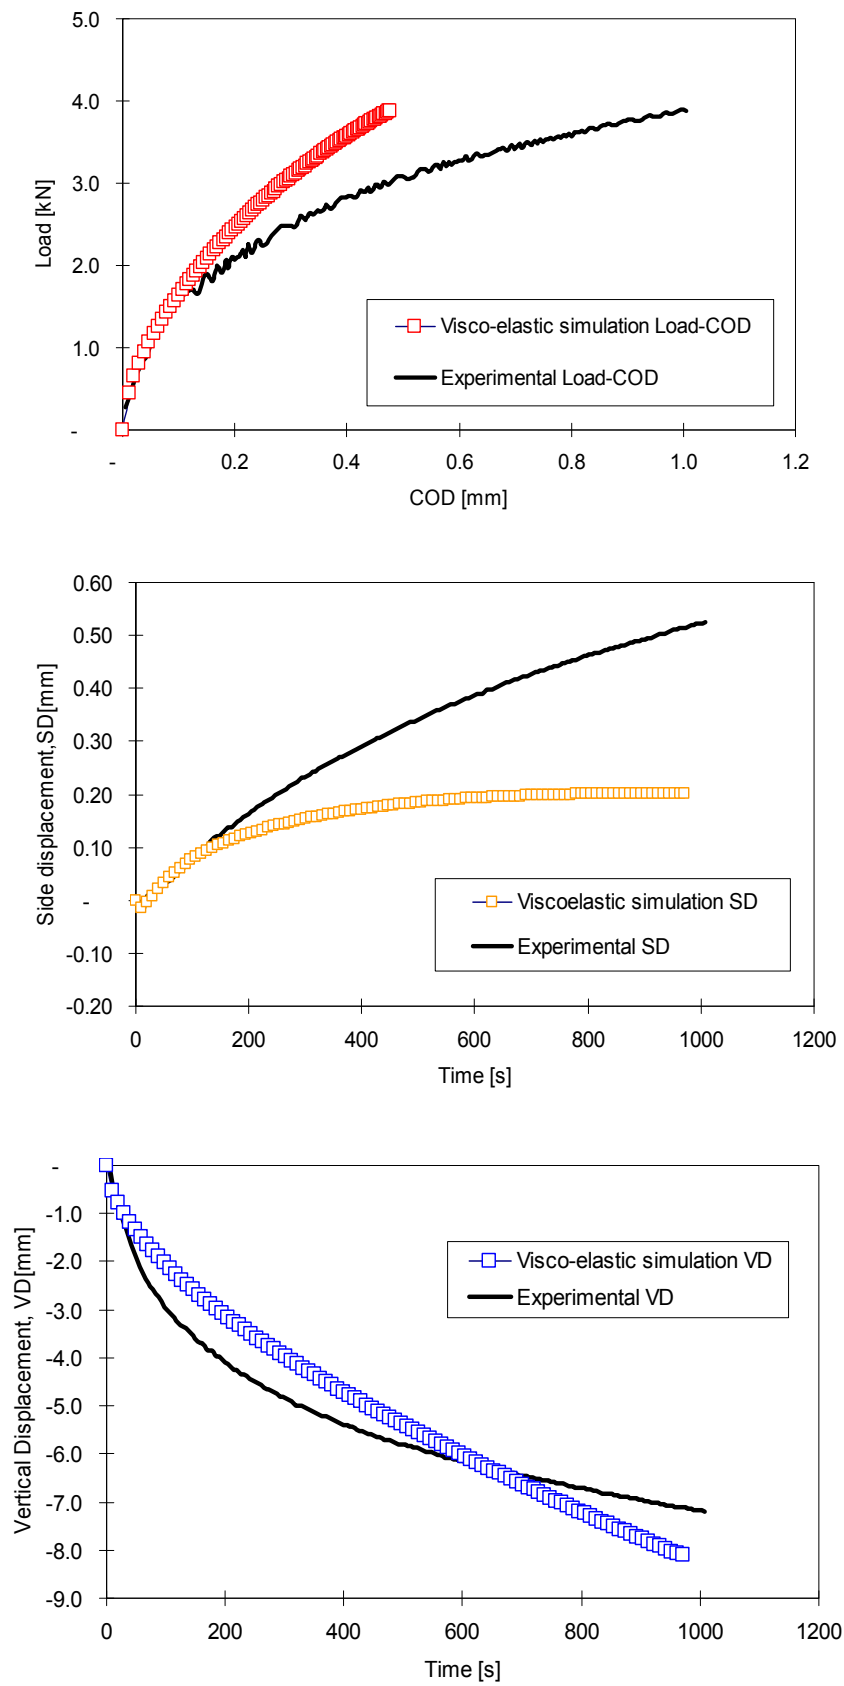 5.0
4.0
3.0
2.0
1.0
-
Load [kN]
Visco-elastic simulation Load-COD
Experimental Load-COD
- 0.2 0.4 0.6 0.8 1.0 1.2
COD [mm]
0.60
0.50
0.40
0.30
0.20
0.10
-
-0.10
-0.20
Side displacement,SD[mm]
Viscoelastic simulation SD
Experimental SD
0 200 400 600 800 1000 1200
Time [s]
-
-1.0
-2.0
-3.0
-4.0
-5.0
-6.0
-7.0
-8.0
-9.0
Vertical Displacement, VD[mm]
Visco-elastic simulation VD
Experimental VD
0 200 400 600 800 1000 1200
Time [s]